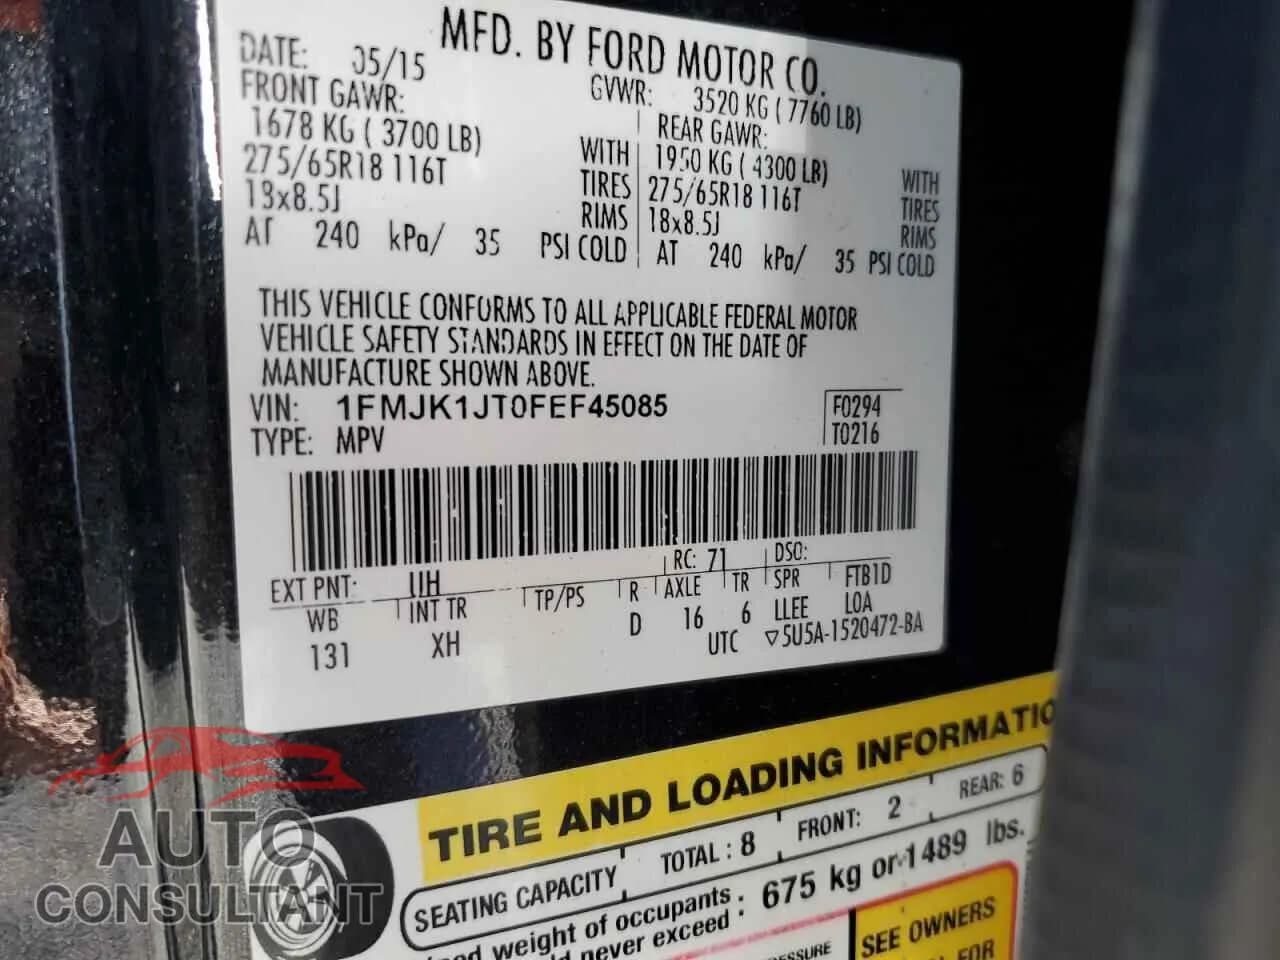 MFD. BY FORD MOTOR CO.
DATE: 05/15 GVWR: 3520 KG ( 7760 LB)
FRONT GAWR: REAR GAWR:
1678 KG ( 3700 LB) WITH 1950 KG ( 4300 LB) WITH
275/65R18 116T TIRES 275/65R18 116T TIRES
18x8.5J RIMS 18x8.5J RIMS
AT 240 kPa/ 35 PSI COLD AT 240 kPa/ 35 PSI COLD
THIS VEHICLE CONFORMS TO ALL APPLICABLE FEDERAL MOTOR
VEHICLE SAFETY STANDARDS IN EFFECT ON THE DATE OF
MANUFACTURE SHOWN ABOVE.
VIN: 1FMJK1JT0FEF45085 F0294
TYPE: MPV T0216
EXT PNT: UH RC: 71 DSO:
WB INT TR TP/PS R AXLE TR SPR FTB1D
131 XH D 16 6 LLEE LOA
UTC ▽5U5A-1520472-BA
TIRE AND LOADING INFORMATIO
SEATING CAPACITY TOTAL : 8 FRONT: 2 REAR: 6
weight of occupants : 675 kg or 1489 lbs.
never exceed
SEE OWNERS
FOR
AUTO
CONSULTANT